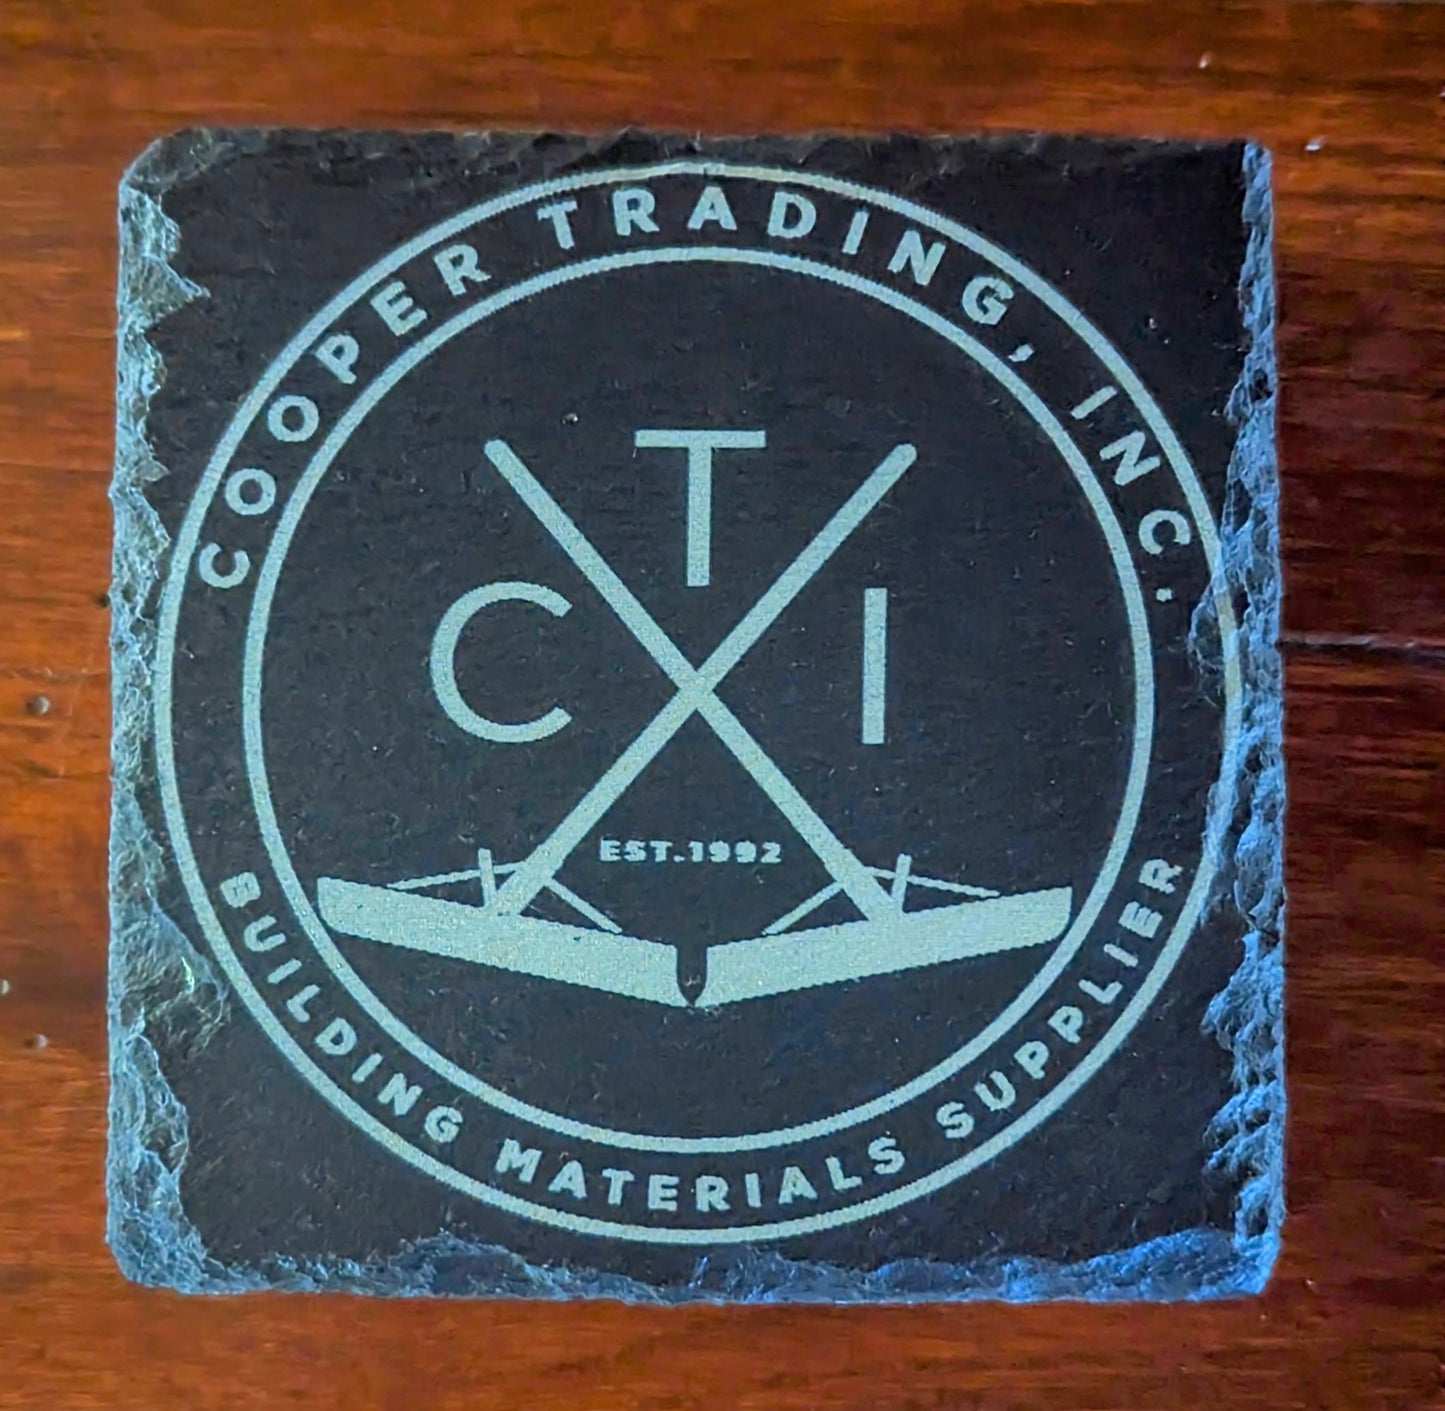 COOPER TRADING, INC.
T
C I
EST.1992
BUILDING MATERIALS SUPPLIER